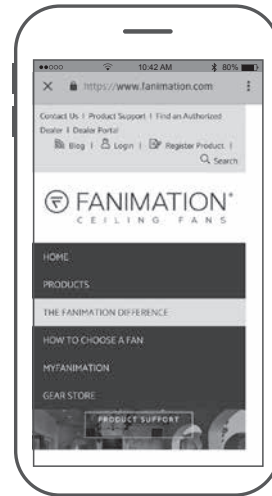 10:42 AM 80%
https://www.fanimation.com
Contact Us | Product Support | Find an Authorized
Dealer | Dealer Portal
Blog | Login | Register Product |
Search
FANIMATION®
CEILING FANS
HOME
PRODUCTS
THE FANIMATION DIFFERENCE
HOW TO CHOOSE A FAN
MYFANIMATION
GEAR STORE
PRODUCT SUPPORT